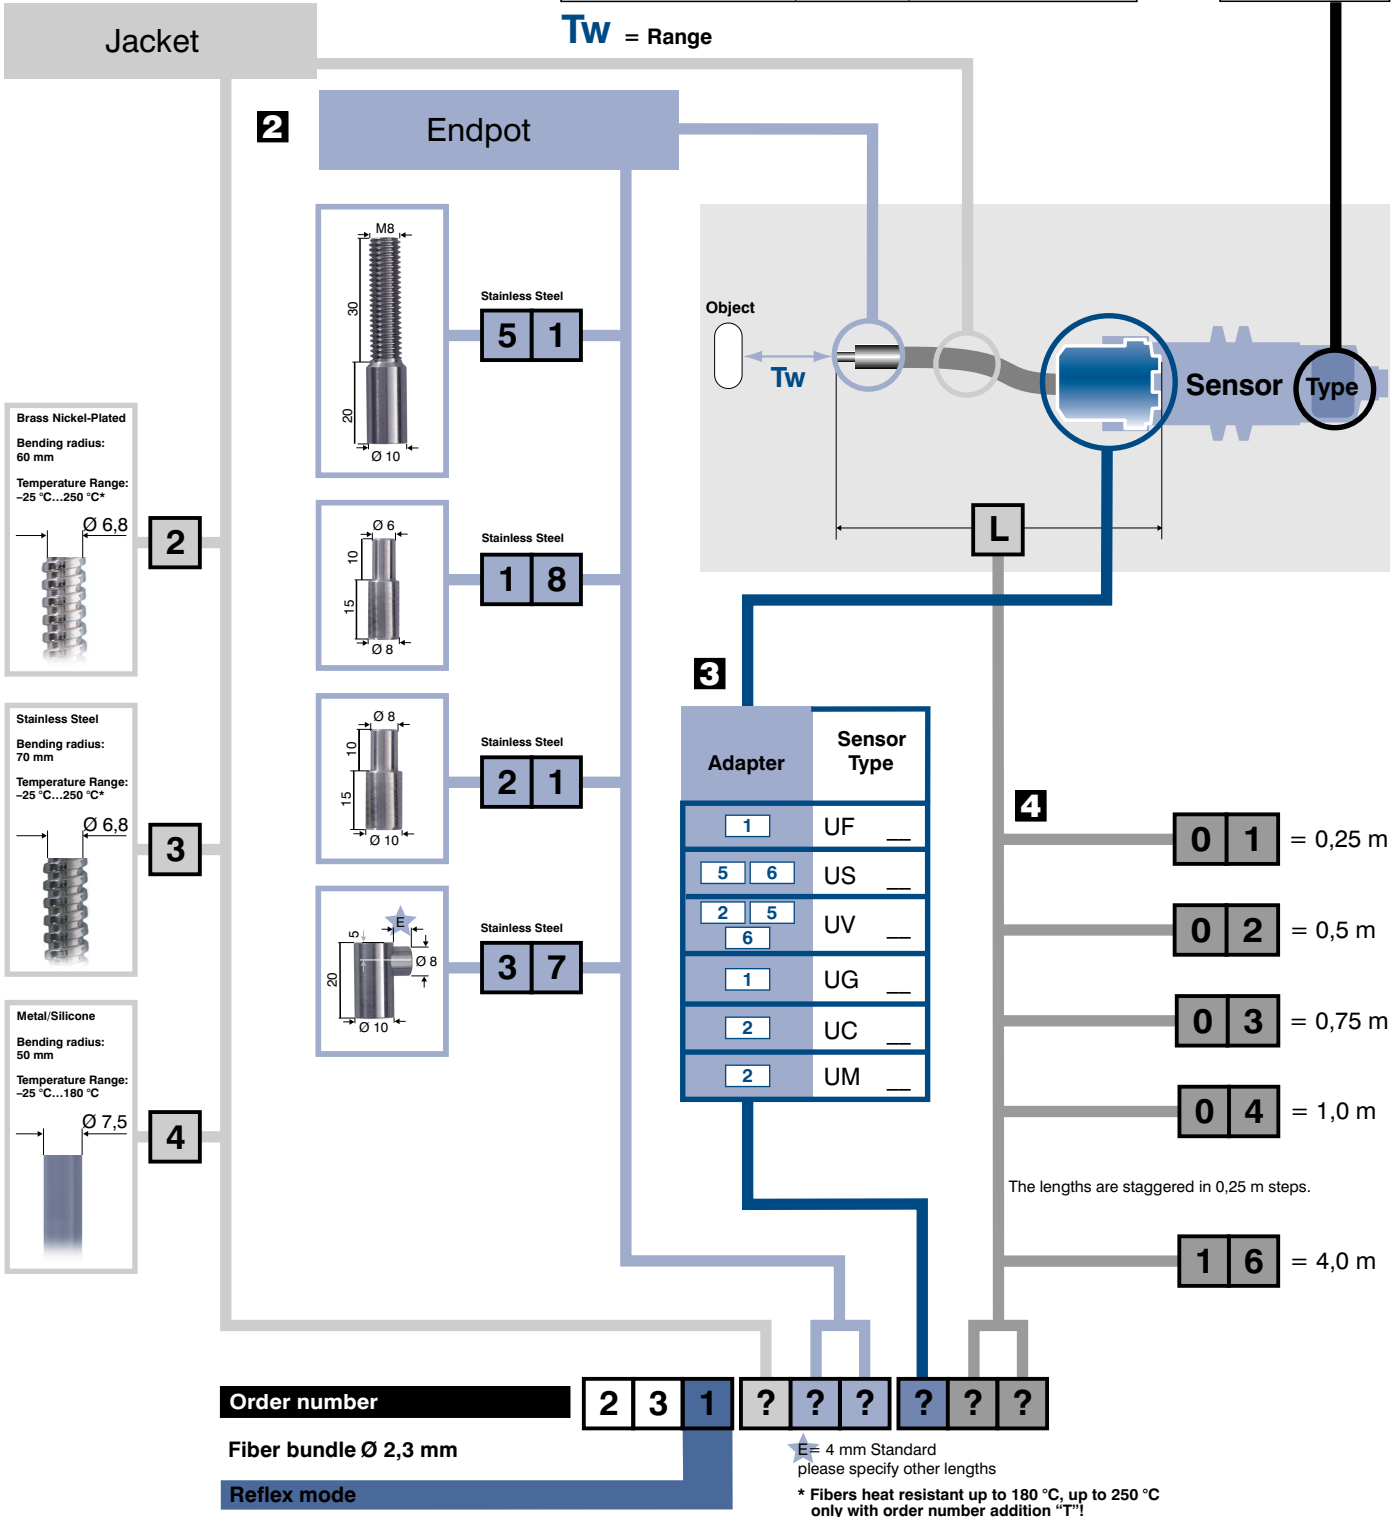 Jacket
Tw = Range
2
Endpot
M8
30
20
Ø 10
Stainless Steel
5 1
Object
Tw
Sensor
Type
L
Brass Nickel-Plated
Bending radius:
60 mm
Temperature Range:
–25 °C...250 °C*
Ø 6,8
2
Ø 6
10
15
Ø 8
Stainless Steel
1 8
Stainless Steel
Bending radius:
70 mm
Temperature Range:
–25 °C...250 °C*
Ø 6,8
3
Ø 8
10
15
Ø 10
Stainless Steel
2 1
E
5
20
Ø 8
Ø 10
Stainless Steel
3 7
Metal/Silicone
Bending radius:
50 mm
Temperature Range:
–25 °C...180 °C
Ø 7,5
4
3
Adapter
Sensor
Type
1 UF __
5 6 US __
2 5 6 UV __
1 UG __
2 UC __
2 UM __
4
0 1 = 0,25 m
0 2 = 0,5 m
0 3 = 0,75 m
0 4 = 1,0 m
The lengths are staggered in 0,25 m steps.
1 6 = 4,0 m
Order number 2 3 1 ? ? ? ? ? ?
Fiber bundle Ø 2,3 mm
Reflex mode
E= 4 mm Standard
please specify other lengths
* Fibers heat resistant up to 180 °C, up to 250 °C
only with order number addition “T”!